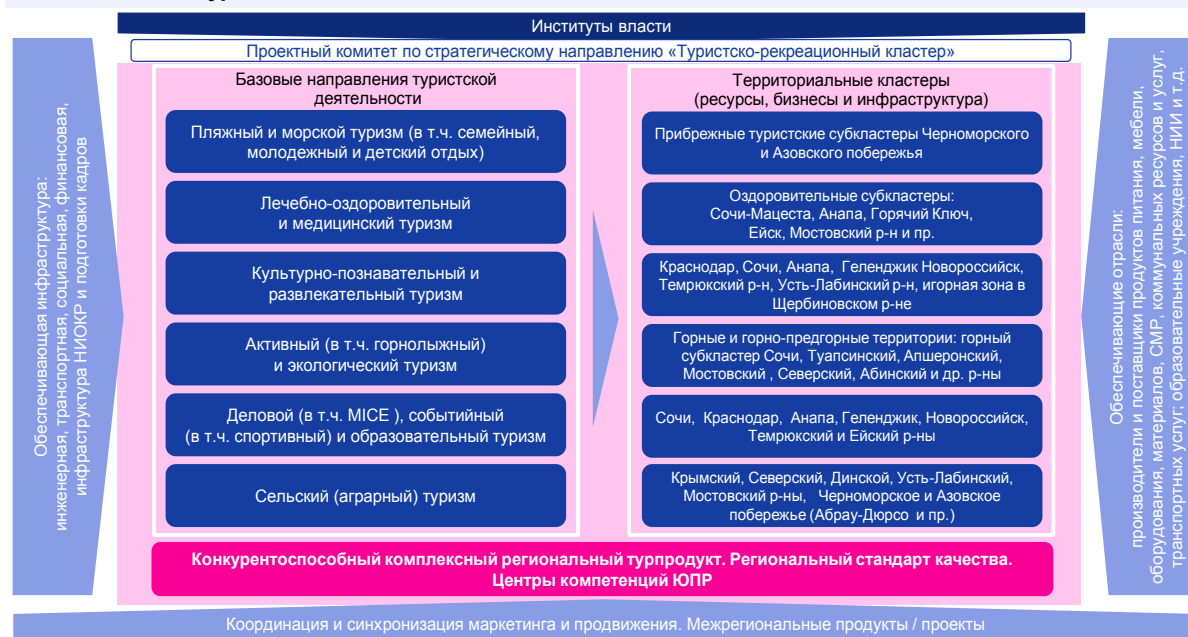 Институты власти
Проектный комитет по стратегическому направлению «Туристско-рекреационный кластер»
Обеспечивающая инфраструктура:
инженерная, транспортная, социальная, финансовая,
инфраструктура НИОКР и подготовки кадров
Базовые направления туристской
деятельности
Пляжный и морской туризм (в т.ч. семейный,
молодежный и детский отдых)
Лечебно-оздоровительный
и медицинский туризм
Культурно-познавательный и
развлекательный туризм
Активный (в т.ч. горнолыжный)
и экологический туризм
Деловой (в т.ч. MICE ), событийный
(в т.ч. спортивный) и образовательный туризм
Сельский (аграрный) туризм
Территориальные кластеры
(ресурсы, бизнесы и инфраструктура)
Прибрежные туристские субкластеры Черноморского
и Азовского побережья
Оздоровительные субкластеры:
Сочи-Мацеста, Анапа, Горячий Ключ,
Ейск, Мостовский р-н и пр.
Краснодар, Сочи, Анапа, Геленджик Новороссийск,
Темрюкский р-н, Усть-Лабинский р-н, игорная зона в
Щербиновском р-не
Горные и горно-предгорные территории: горный
субкластер Сочи, Туапсинский, Апшеронский,
Мостовский , Северский, Абинский и др. р-ны
Сочи, Краснодар, Анапа, Геленджик, Новороссийск,
Темрюкский и Ейский р-ны
Крымский, Северский, Динской, Усть-Лабинский,
Мостовский р-ны, Черноморское и Азовское
побережье (Абрау-Дюрсо и пр.)
Обеспечивающие отрасли:
производители и поставщики продуктов питания, мебели,
оборудования, материалов, СМР, коммунальных ресурсов и услуг,
транспортных услуг; образовательные учреждения, НИИ и т.д.
Конкурентоспособный комплексный региональный турпродукт. Региональный стандарт качества.
Центры компетенций ЮПР
Координация и синхронизация маркетинга и продвижения. Межрегиональные продукты / проекты